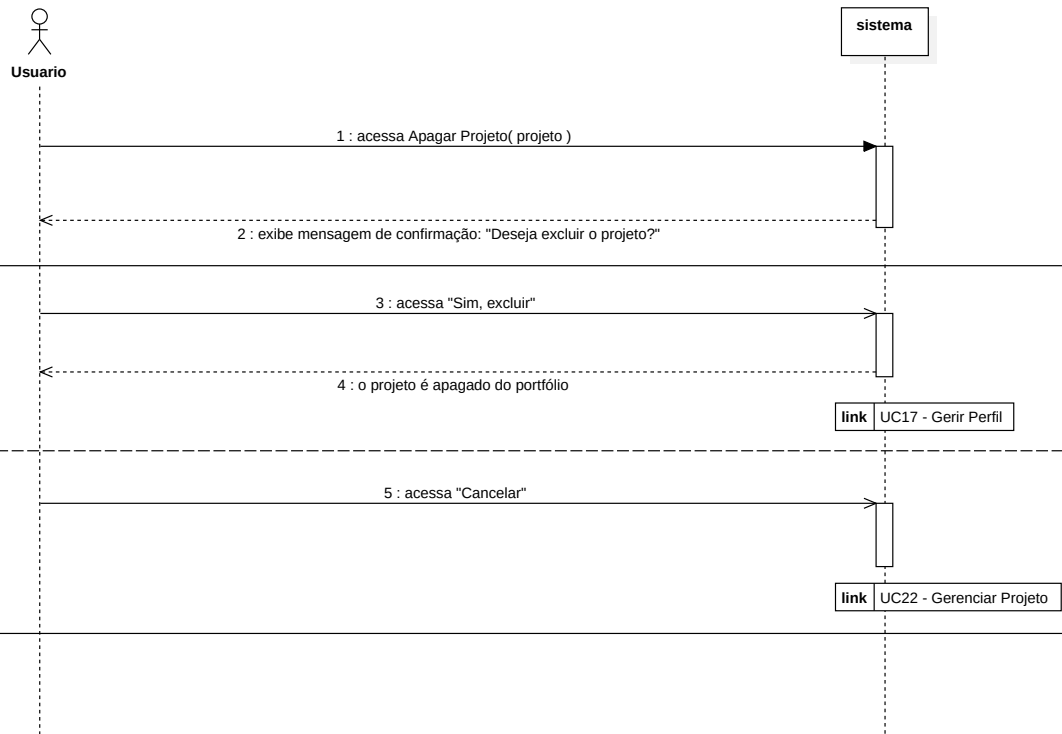 sistema
Usuario
1 : acessa Apagar Projeto( projeto )
2 : exibe mensagem de confirmação: "Deseja excluir o projeto?"
3 : acessa "Sim, excluir"
4 : o projeto é apagado do portfólio
link UC17 - Gerir Perfil
5 : acessa "Cancelar"
link UC22 - Gerenciar Projeto